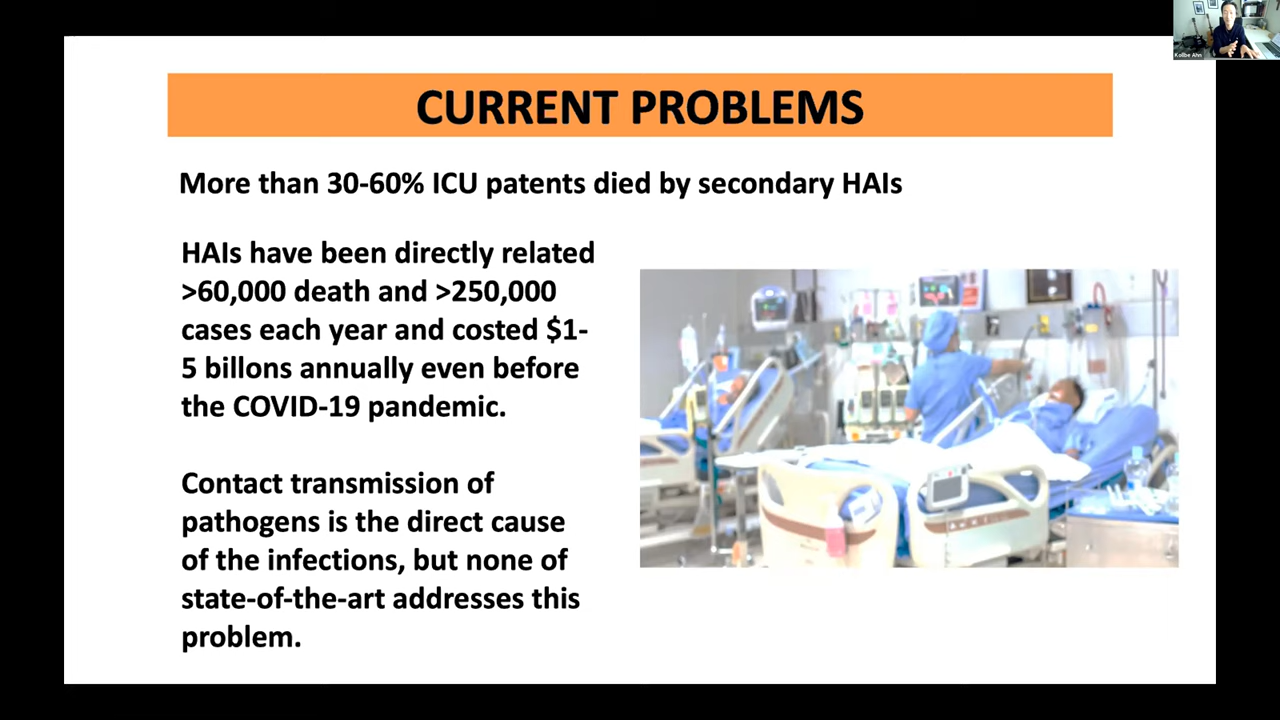 Kollbe Ahn
CURRENT PROBLEMS
More than 30-60% ICU patents died by secondary HAIs
HAIs have been directly related
>60,000 death and >250,000
cases each year and costed $1-
5 billons annually even before
the COVID-19 pandemic.
Contact transmission of
pathogens is the direct cause
of the infections, but none of
state-of-the-art addresses this
problem.